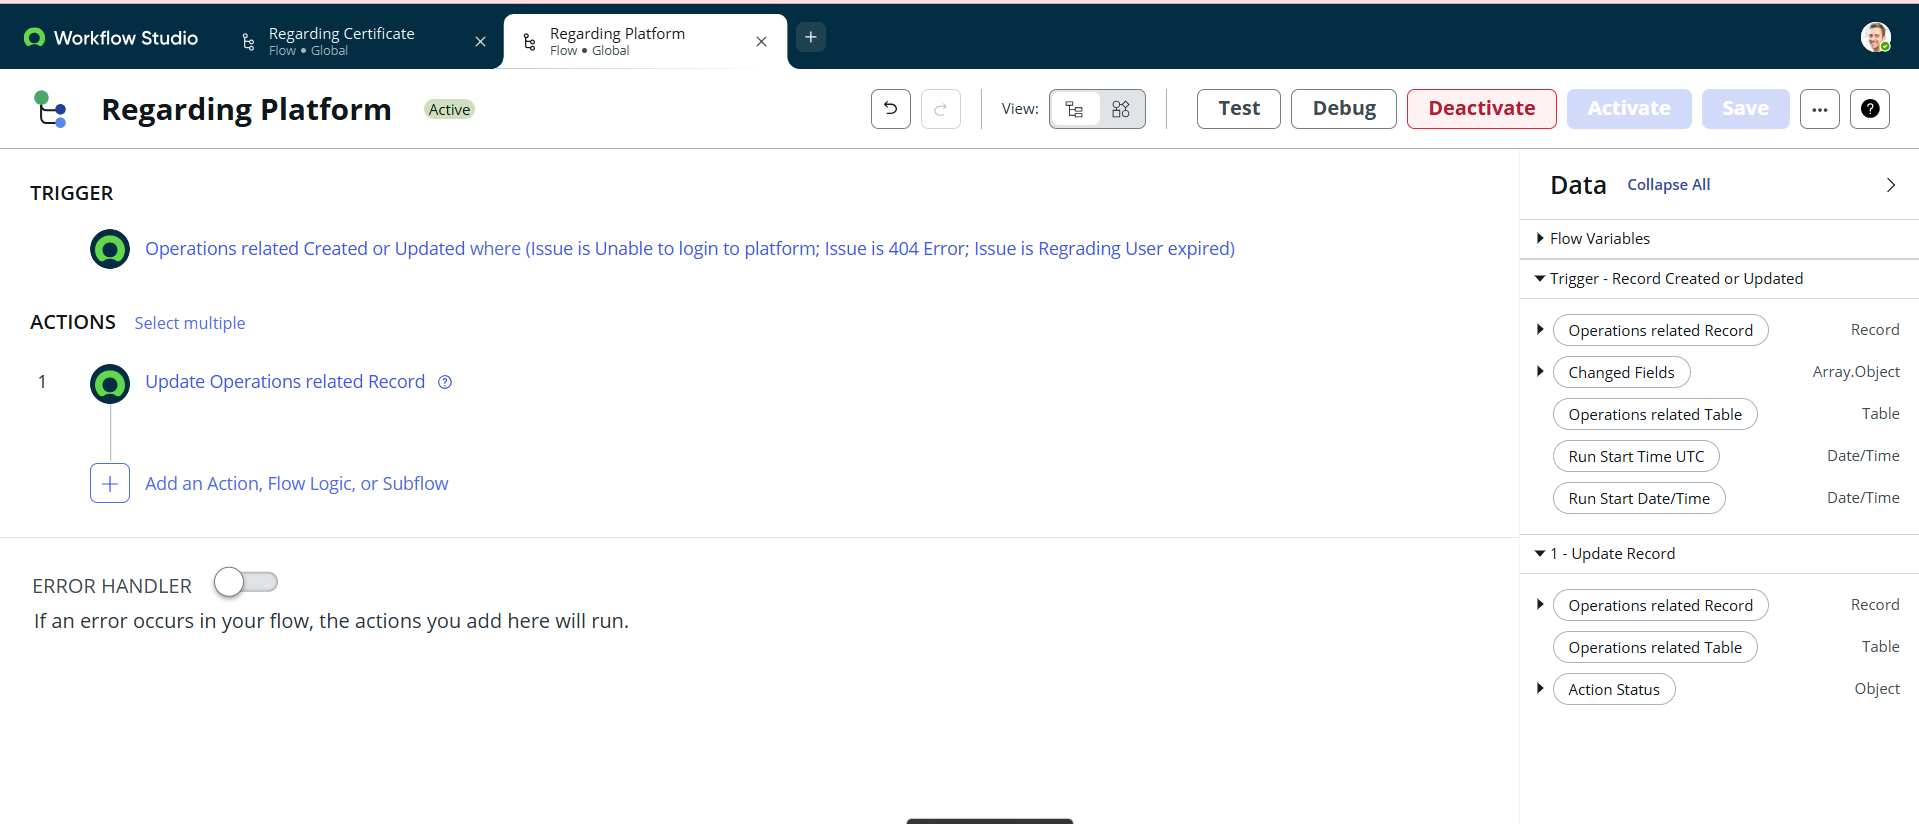 Workflow Studio
Regarding Certificate
Flow • Global
Regarding Platform
Flow • Global
Regarding Platform
Active
View:
Test
Debug
Deactivate
Activate
Save
TRIGGER
Operations related Created or Updated where (Issue is Unable to login to platform; Issue is 404 Error; Issue is Regrading User expired)
ACTIONS
Select multiple
1
Update Operations related Record
Add an Action, Flow Logic, or Subflow
ERROR HANDLER
If an error occurs in your flow, the actions you add here will run.
Data
Collapse All
Flow Variables
Trigger - Record Created or Updated
Operations related Record Record
Changed Fields Array.Object
Operations related Table Table
Run Start Time UTC Date/Time
Run Start Date/Time Date/Time
1 - Update Record
Operations related Record Record
Operations related Table Table
Action Status Object